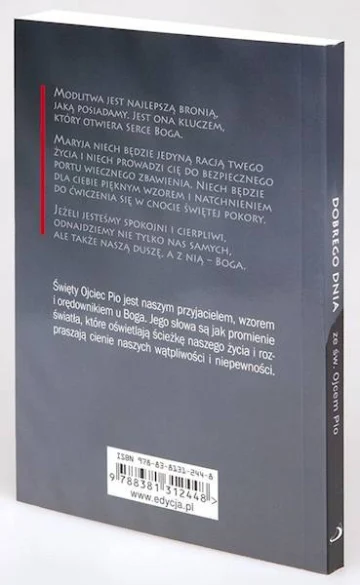 MODLITWA JEST NAJLEPSZĄ BRONIĄ,
JAKĄ POSIADAMY. JEST ONA KLUCZEM,
KTÓRY OTWIERA SERCE BOGA.
MARYJA NIECH BĘDZIE JEDYNĄ RACJĄ TWEGO
ŻYCIA I NIECH PROWADZI CIĘ DO BEZPIECZNEGO
PORTU WIECZNEGO ZBAWIENIA. NIECH BĘDZIE
DLA CIEBIE PIĘKNYM WZOREM I NATCHNIENIEM
DO ĆWICZENIA SIĘ W CNOCIE ŚWIĘTEJ POKORY.
JEŻELI JESTEŚMY SPOKOJNI I CIERPLIWI,
ODNAJDZIEMY NIE TYLKO NAS SAMYCH,
ALE TAKŻE NASZĄ DUSZĘ, A Z NIĄ – BOGA.
Święty Ojciec Pio jest naszym przyjacielem, wzorem
i orędownikiem u Boga. Jego słowa są jak promienie
światła, które oświetlają ścieżkę naszego życia i roz-
praszają cienie naszych wątpliwości i niepewności.
ISBN 978-83-8131-244-8
9 788381 312448
www.edycja.pl
DOBREGO DNIA
ze św. Ojcem Pio